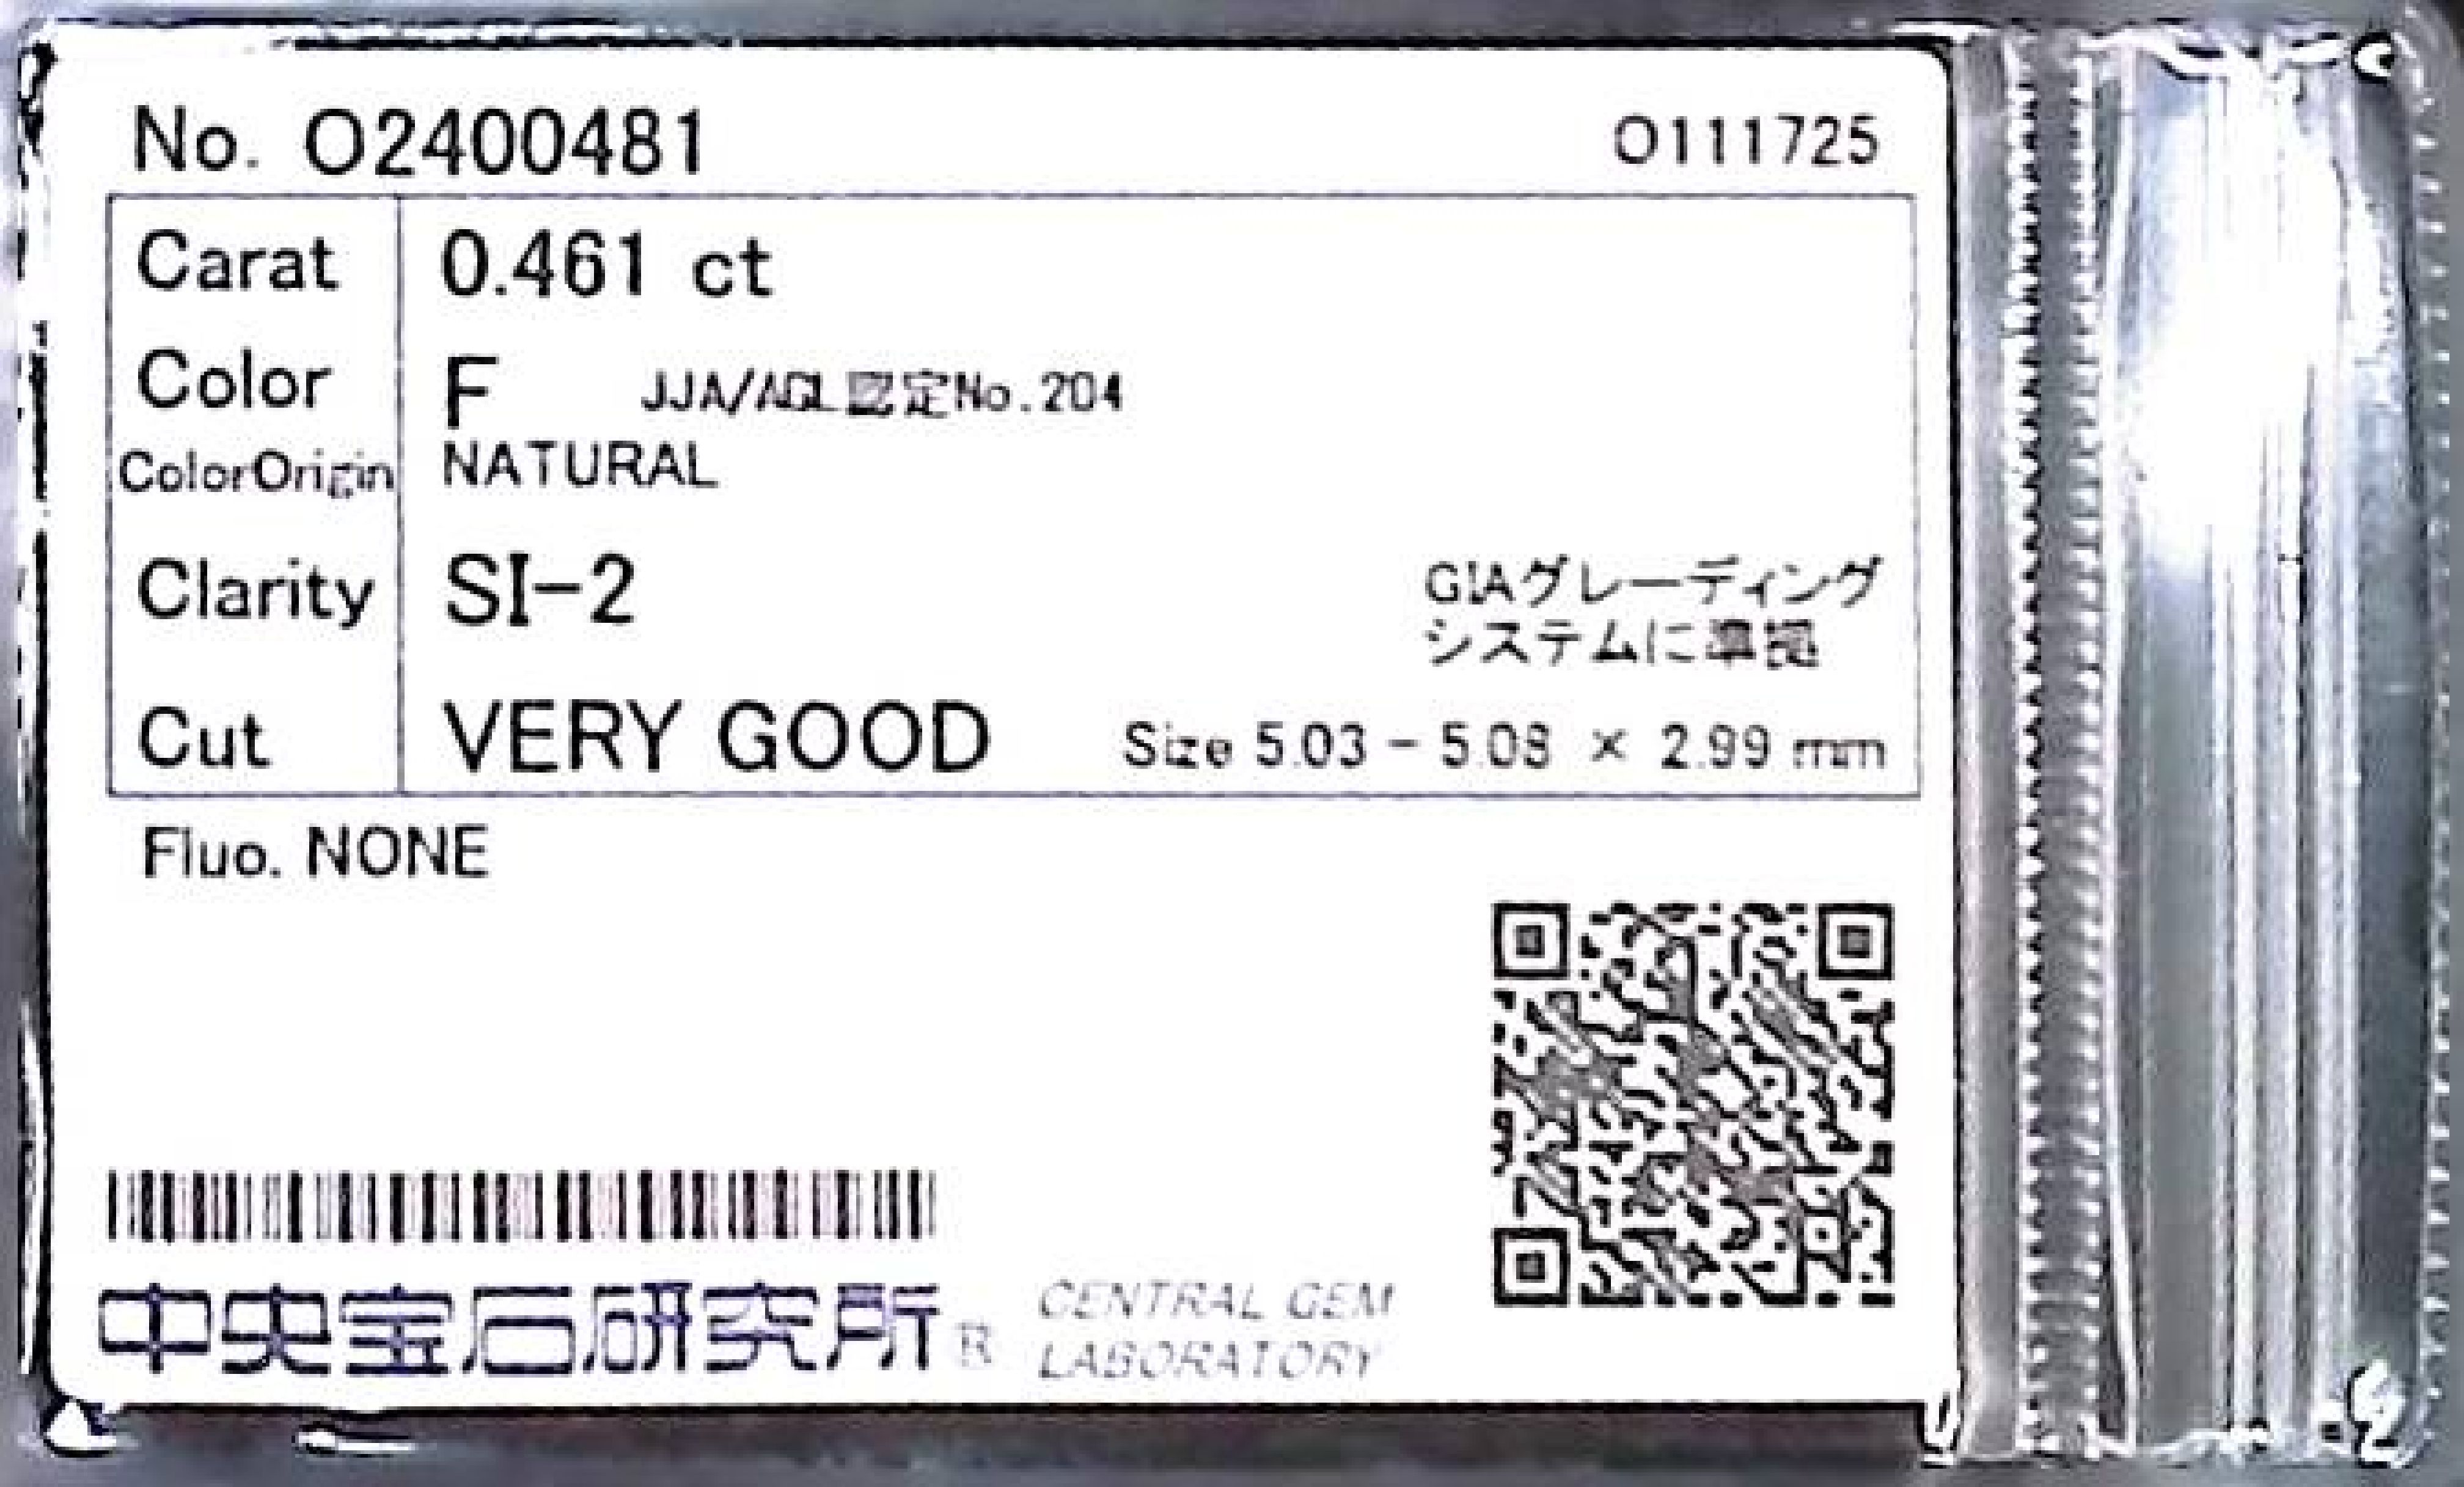 No. O2400481 O111725
Carat 0.461 ct
Color F JJA/AGL認定No.204
ColorOrigin NATURAL
Clarity SI-2 GIAグレーディング
システムに準拠
Cut VERY GOOD Size 5.03 - 5.08 × 2.99 mm
Fluo. NONE
中央宝石研究所® CENTRAL GEM
LABORATORY